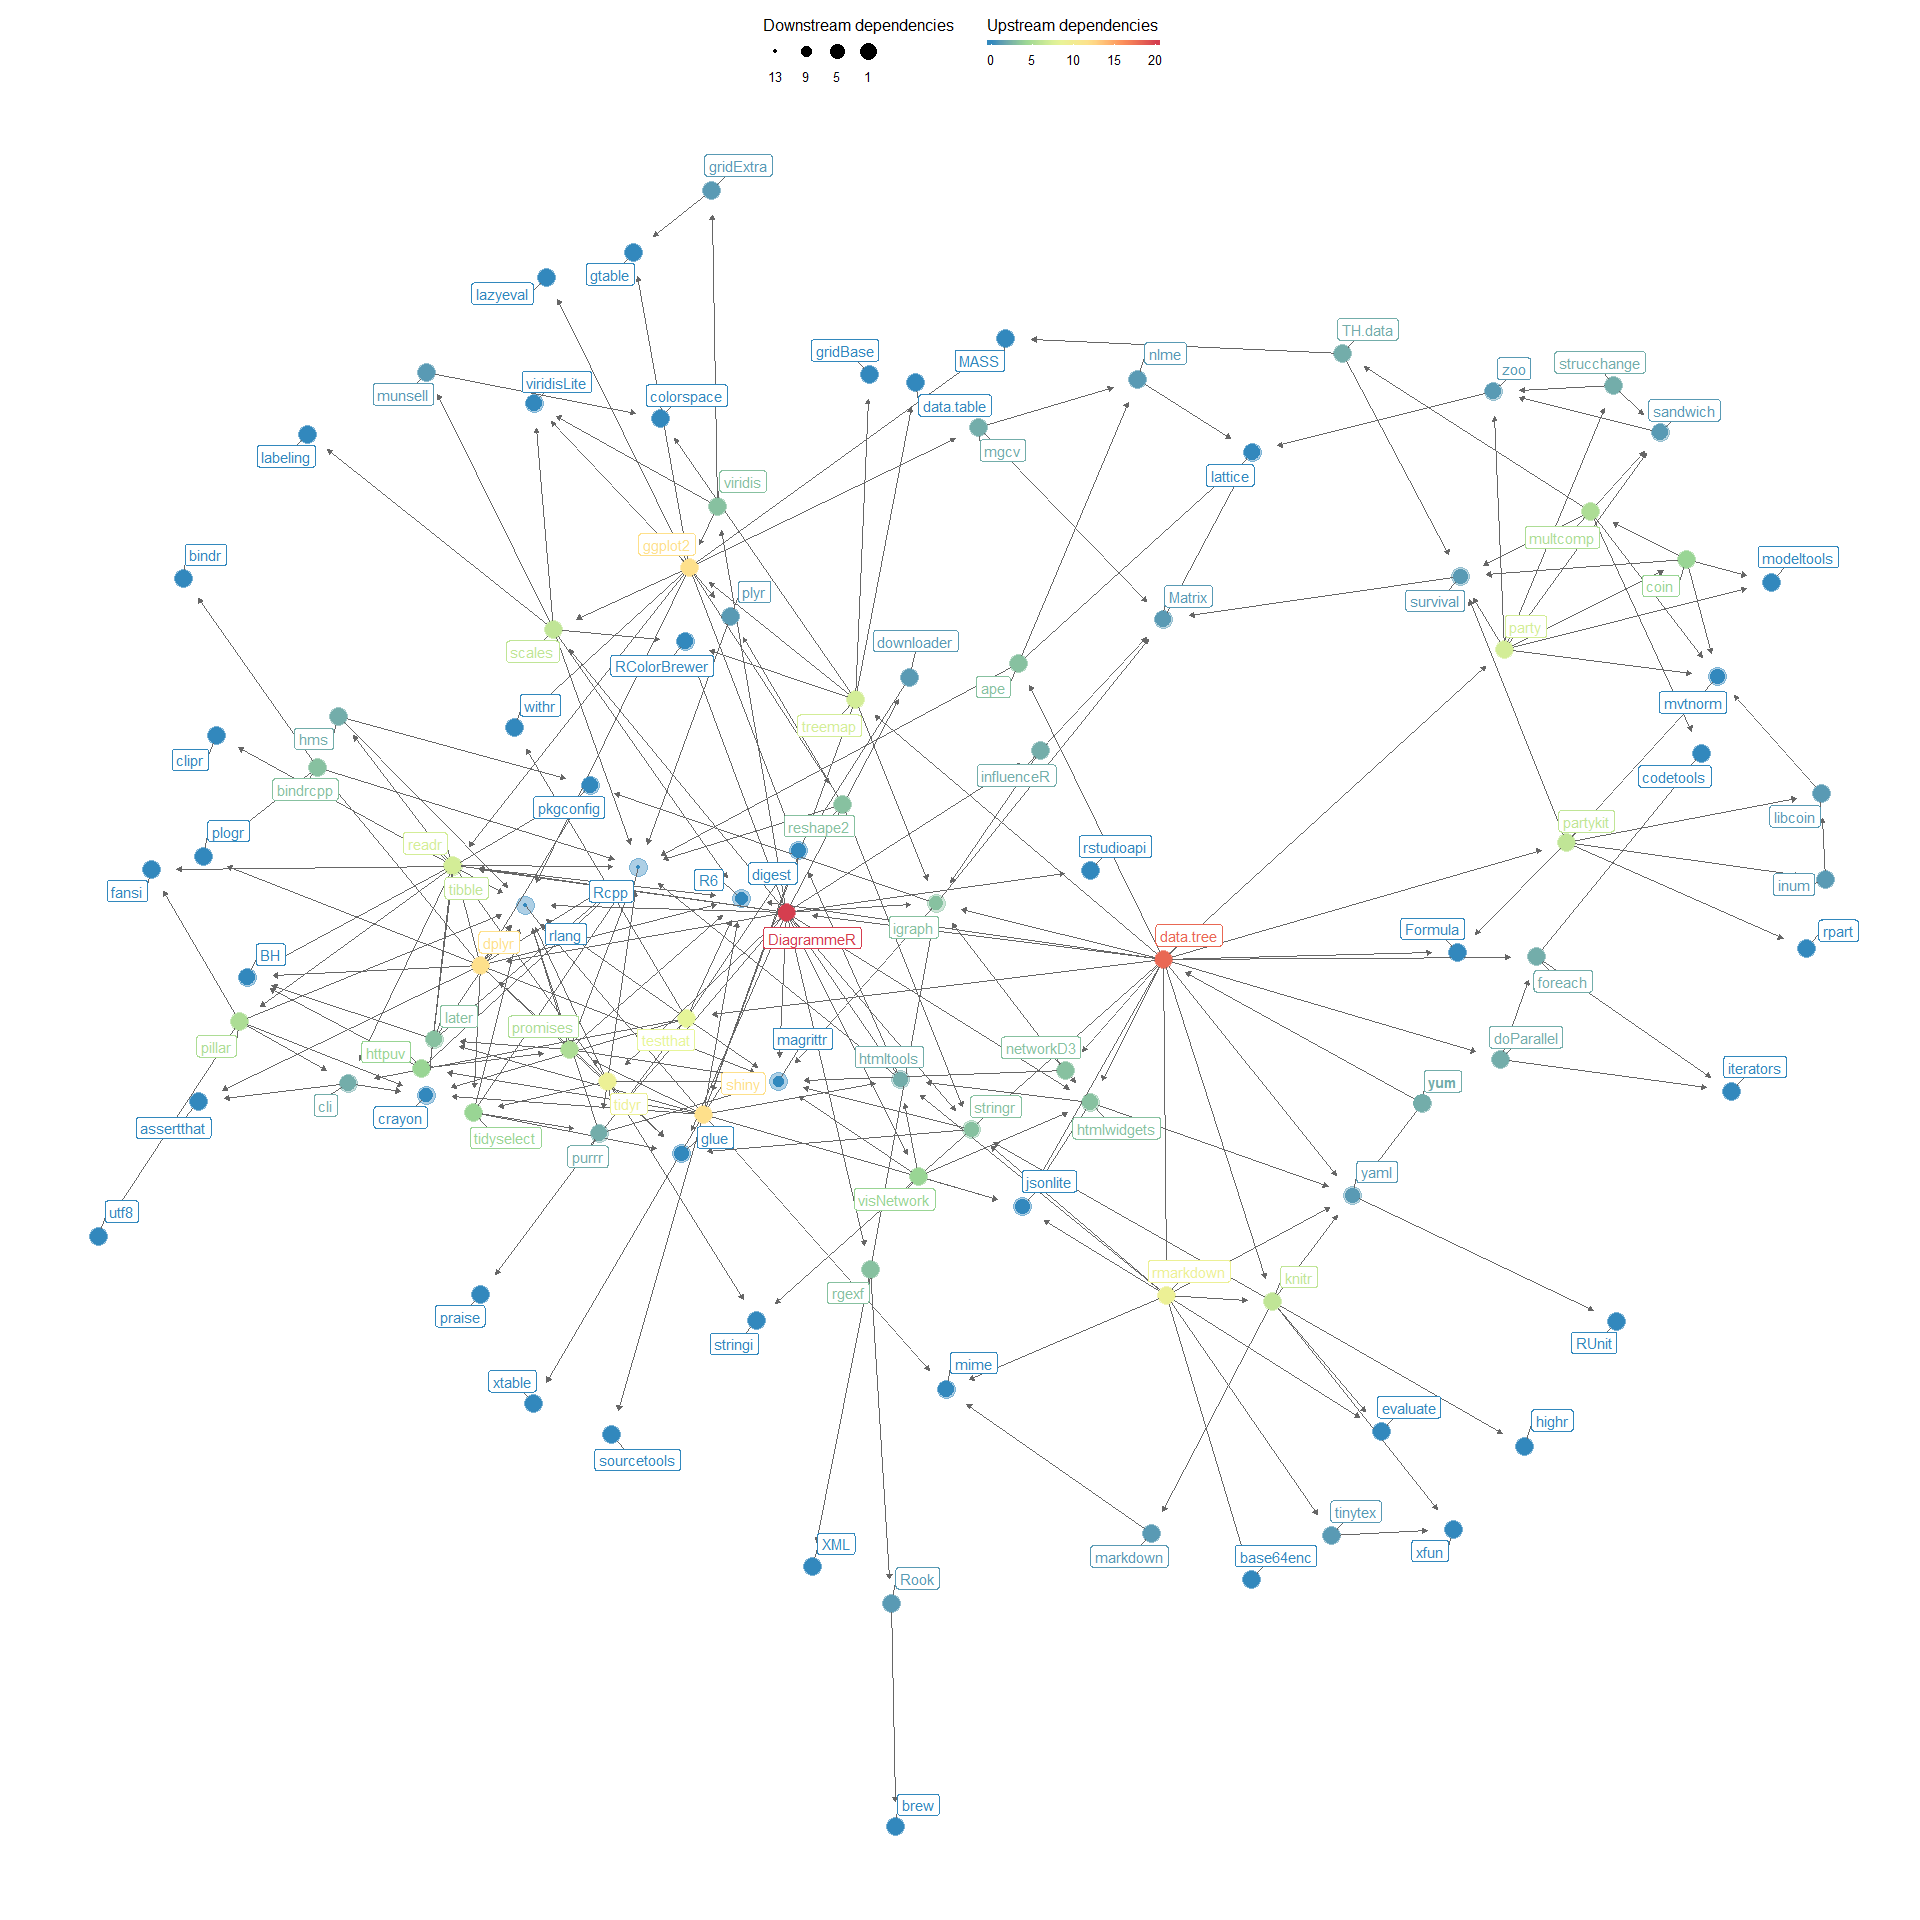 Downstream dependencies
Upstream dependencies
13 9 5 1
0 5 10 15 20
gridExtra
gtable
lazyeval
TH.data
gridBase
MASS
nlme
strucchange
zoo
viridisLite
munsell
colorspace
data.table
sandwich
mgcv
labeling
lattice
viridis
multcomp
ggplot2
bindr
modeltools
coin
plyr
Matrix
survival
party
downloader
scales
RColorBrewer
ape
mvtnorm
withr
treemap
hms
clipr
influenceR
codetools
bindrcpp
pkgconfig
libcoin
partykit
reshape2
plogr
readr
rstudioapi
digest
R6
inum
fansi
tibble
Rcpp
igraph
Formula
rpart
rlang
data.tree
DiagrammeR
dplyr
BH
foreach
later
promises
testthat
magrittr
doParallel
pillar
networkD3
httpuv
htmltools
iterators
shiny
yum
tidyr
cli
stringr
crayon
assertthat
htmlwidgets
tidyselect
glue
purrr
yaml
jsonlite
visNetwork
utf8
rmarkdown
knitr
rgexf
praise
stringi
RUnit
mime
xtable
evaluate
highr
sourcetools
tinytex
XML
markdown
base64enc
xfun
Rook
brew